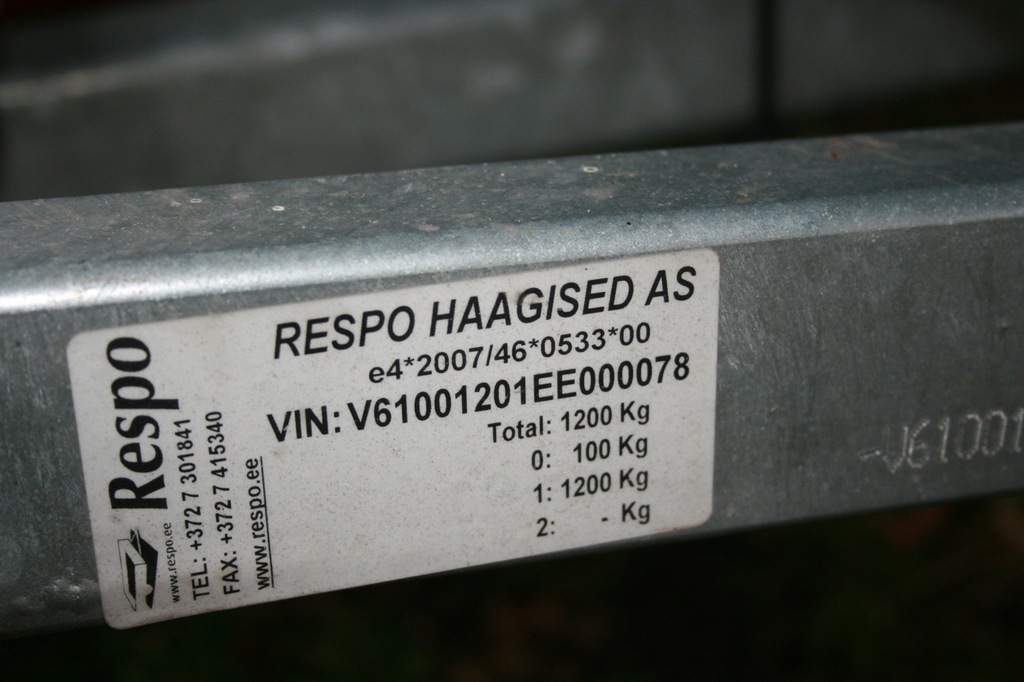 RESPO HAAGISED AS
e4*2007/46*0533*00
VIN: V61001201EE000078
Total: 1200 Kg
0: 100 Kg
1: 1200 Kg
2: - Kg
Respo
www.respo.ee
TEL: +372 7 301841
FAX: +372 7 415340
www.respo.ee
-V61001